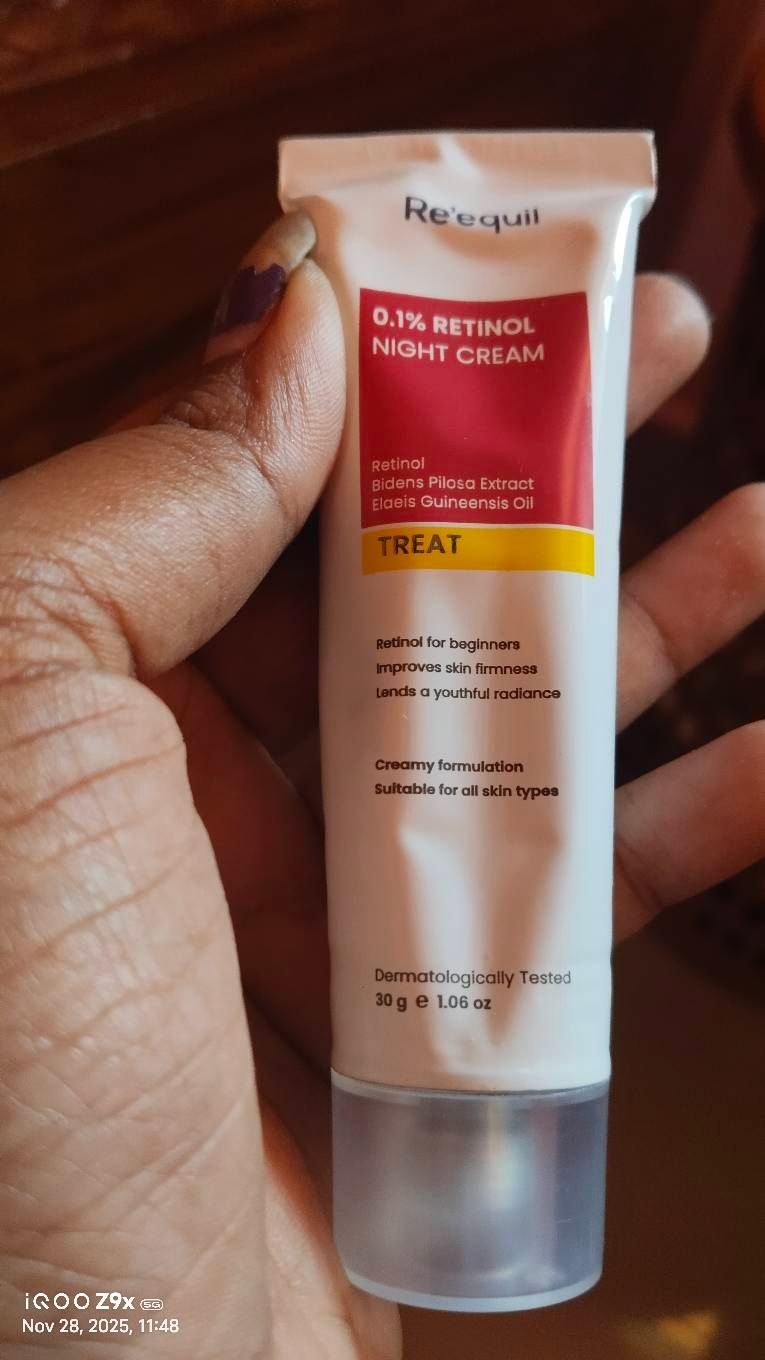 Re'equil
0.1% RETINOL
NIGHT CREAM
Retinol
Bidens Pilosa Extract
Elaeis Guineensis Oil
TREAT
Retinol for beginners
Improves skin firmness
Lends a youthful radiance
Creamy formulation
Suitable for all skin types
Dermatologically Tested
30 g e 1.06 oz
iQOO Z9x 5G
Nov 28, 2025, 11:48